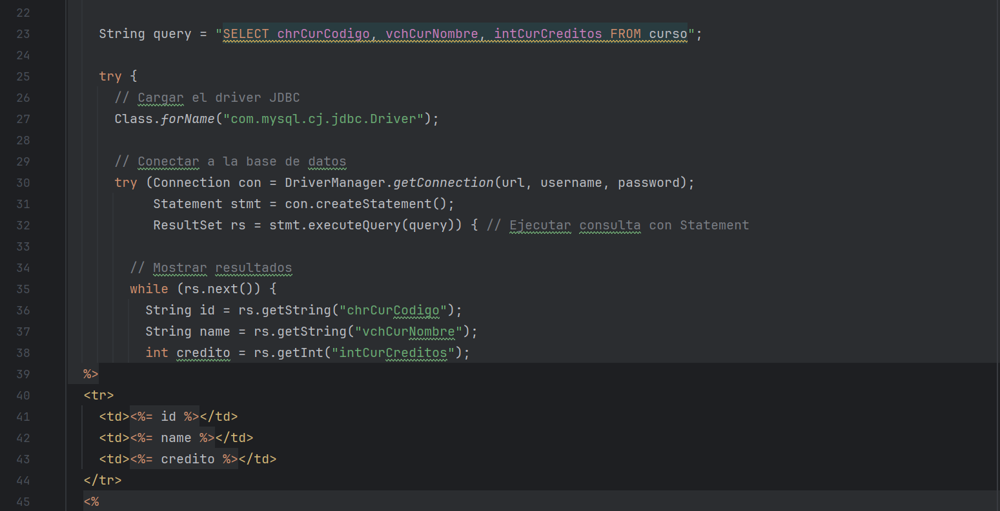 22
23 String query = "SELECT chrCurCodigo, vchCurNombre, intCurCreditos FROM curso";
24
25 try {
26 // Cargar el driver JDBC
27 Class.forName("com.mysql.cj.jdbc.Driver");
28
29 // Conectar a la base de datos
30 try (Connection con = DriverManager.getConnection(url, username, password);
31 Statement stmt = con.createStatement();
32 ResultSet rs = stmt.executeQuery(query)) { // Ejecutar consulta con Statement
33
34 // Mostrar resultados
35 while (rs.next()) {
36 String id = rs.getString("chrCurCodigo");
37 String name = rs.getString("vchCurNombre");
38 int credito = rs.getInt("intCurCreditos");
39 %>
40 <tr>
41 <td><%= id %></td>
42 <td><%= name %></td>
43 <td><%= credito %></td>
44 </tr>
45 <%